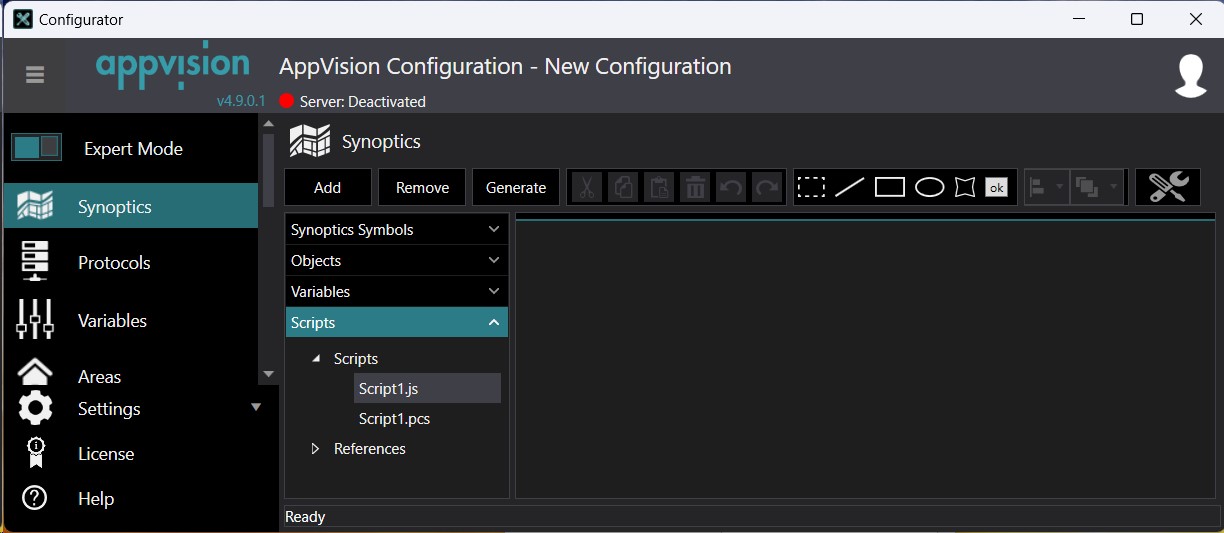 Configurator
appvision
v4.9.0.1
AppVision Configuration - New Configuration
Server: Deactivated
Expert Mode
Synoptics
Protocols
Variables
Areas
Settings
License
Help
Synoptics
Add Remove Generate ok
Synoptics Symbols
Objects
Variables
Scripts
Scripts
Script1.js
Script1.pcs
References
Ready